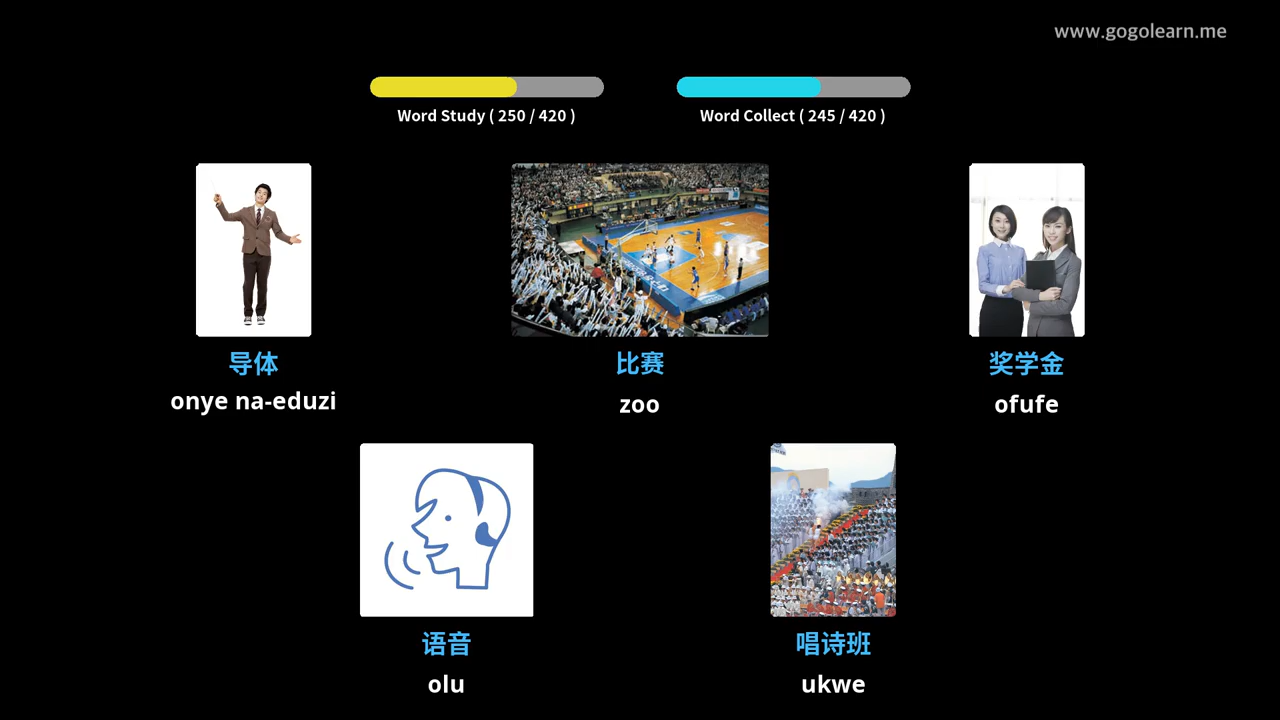 www.gogolearn.me
Word Study ( 250 / 420 )
Word Collect ( 245 / 420 )
导体
onye na-eduzi
比赛
zoo
奖学金
ofufe
语音
olu
唱诗班
ukwe